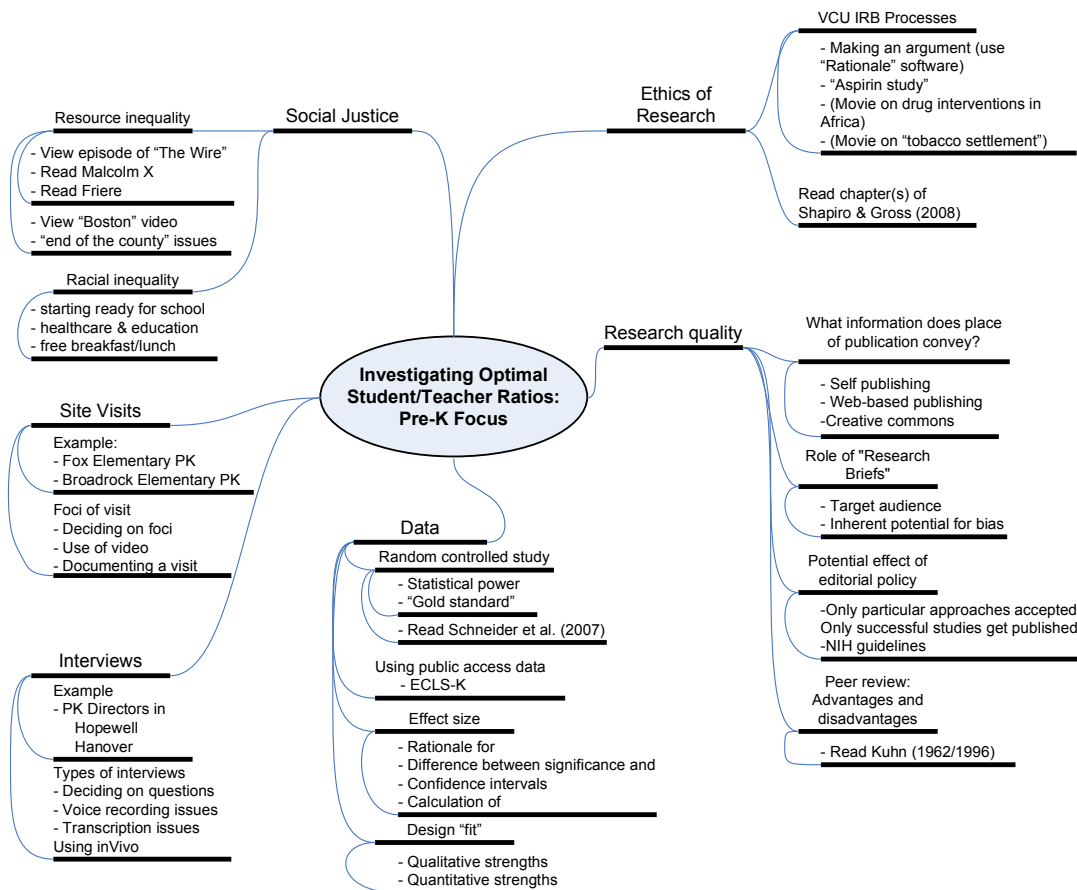 Investigating Optimal
Student/Teacher Ratios:
Pre-K Focus
Social Justice
Resource inequality
- View episode of “The Wire”
- Read Malcolm X
- Read Friere
- View “Boston” video
- “end of the county” issues
Racial inequality
- starting ready for school
- healthcare & education
- free breakfast/lunch
Site Visits
Example:
- Fox Elementary PK
- Broadrock Elementary PK
Foci of visit
- Deciding on foci
- Use of video
- Documenting a visit
Interviews
Example
- PK Directors in
Hopewell
Hanover
Types of interviews
- Deciding on questions
- Voice recording issues
- Transcription issues
Using inVivo
Data
Random controlled study
- Statistical power
- “Gold standard”
- Read Schneider et al. (2007)
Using public access data
- ECLS-K
Effect size
- Rationale for
- Difference between significance and
- Confidence intervals
- Calculation of
Design “fit”
- Qualitative strengths
- Quantitative strengths
Ethics of
Research
VCU IRB Processes
- Making an argument (use
“Rationale” software)
- “Aspirin study”
- (Movie on drug interventions in
Africa)
- (Movie on “tobacco settlement”)
Read chapter(s) of
Shapiro & Gross (2008)
Research quality
What information does place
of publication convey?
- Self publishing
- Web-based publishing
-Creative commons
Role of "Research
Briefs"
- Target audience
- Inherent potential for bias
Potential effect of
editorial policy
-Only particular approaches accepted
Only successful studies get published
-NIH guidelines
Peer review:
Advantages and
disadvantages
- Read Kuhn (1962/1996)